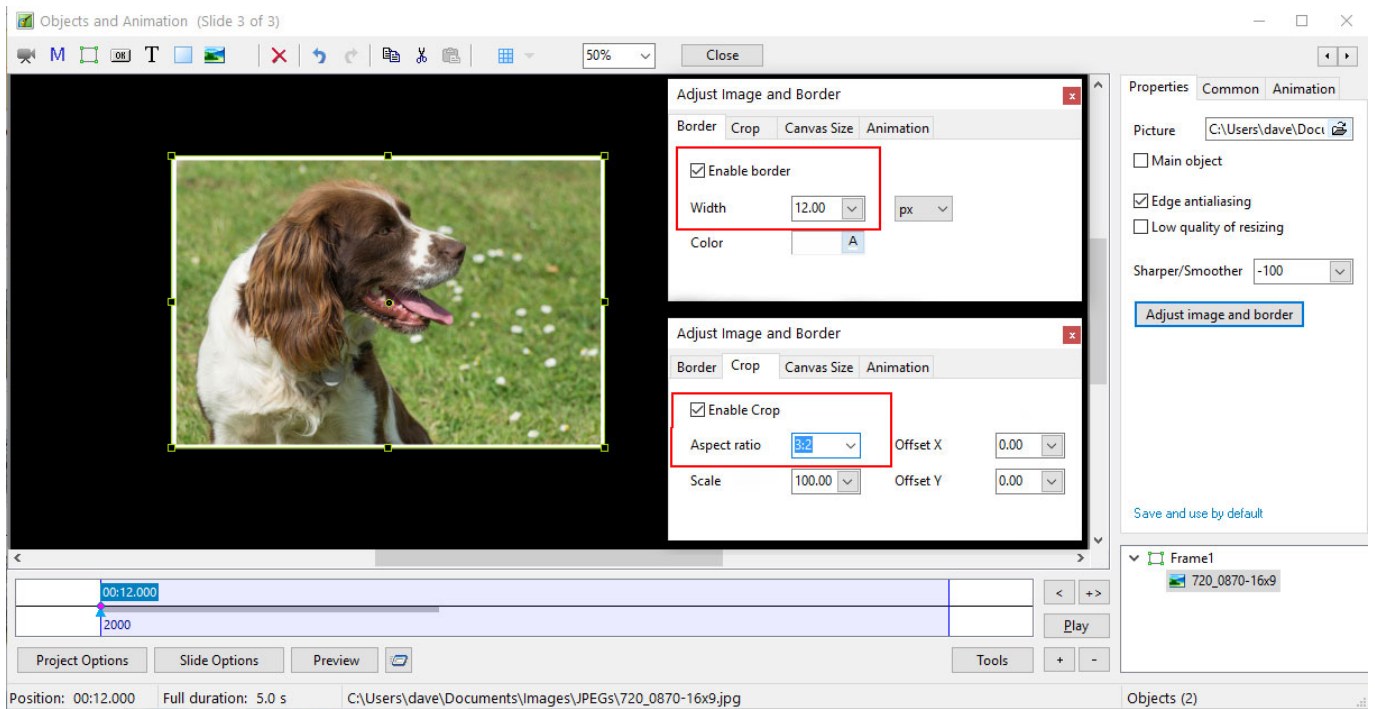 Objects and Animation (Slide 3 of 3)
M OK T 50% Close
Adjust Image and Border x
Border Crop Canvas Size Animation
Enable border
Width 12.00 px
Color A
Adjust Image and Border x
Border Crop Canvas Size Animation
Enable Crop
Aspect ratio 3:2 Offset X 0.00
Scale 100.00 Offset Y 0.00
Properties Common Animation
Picture C:\Users\dave\Docu
Main object
Edge antialiasing
Low quality of resizing
Sharper/Smoother -100
Adjust image and border
Save and use by default
Frame1
720_0870-16x9
00:12.000 < +>
2000 Play
Project Options Slide Options Preview Tools + -
Position: 00:12.000 Full duration: 5.0 s C:\Users\dave\Documents\Images\JPEGs\720_0870-16x9.jpg Objects (2)